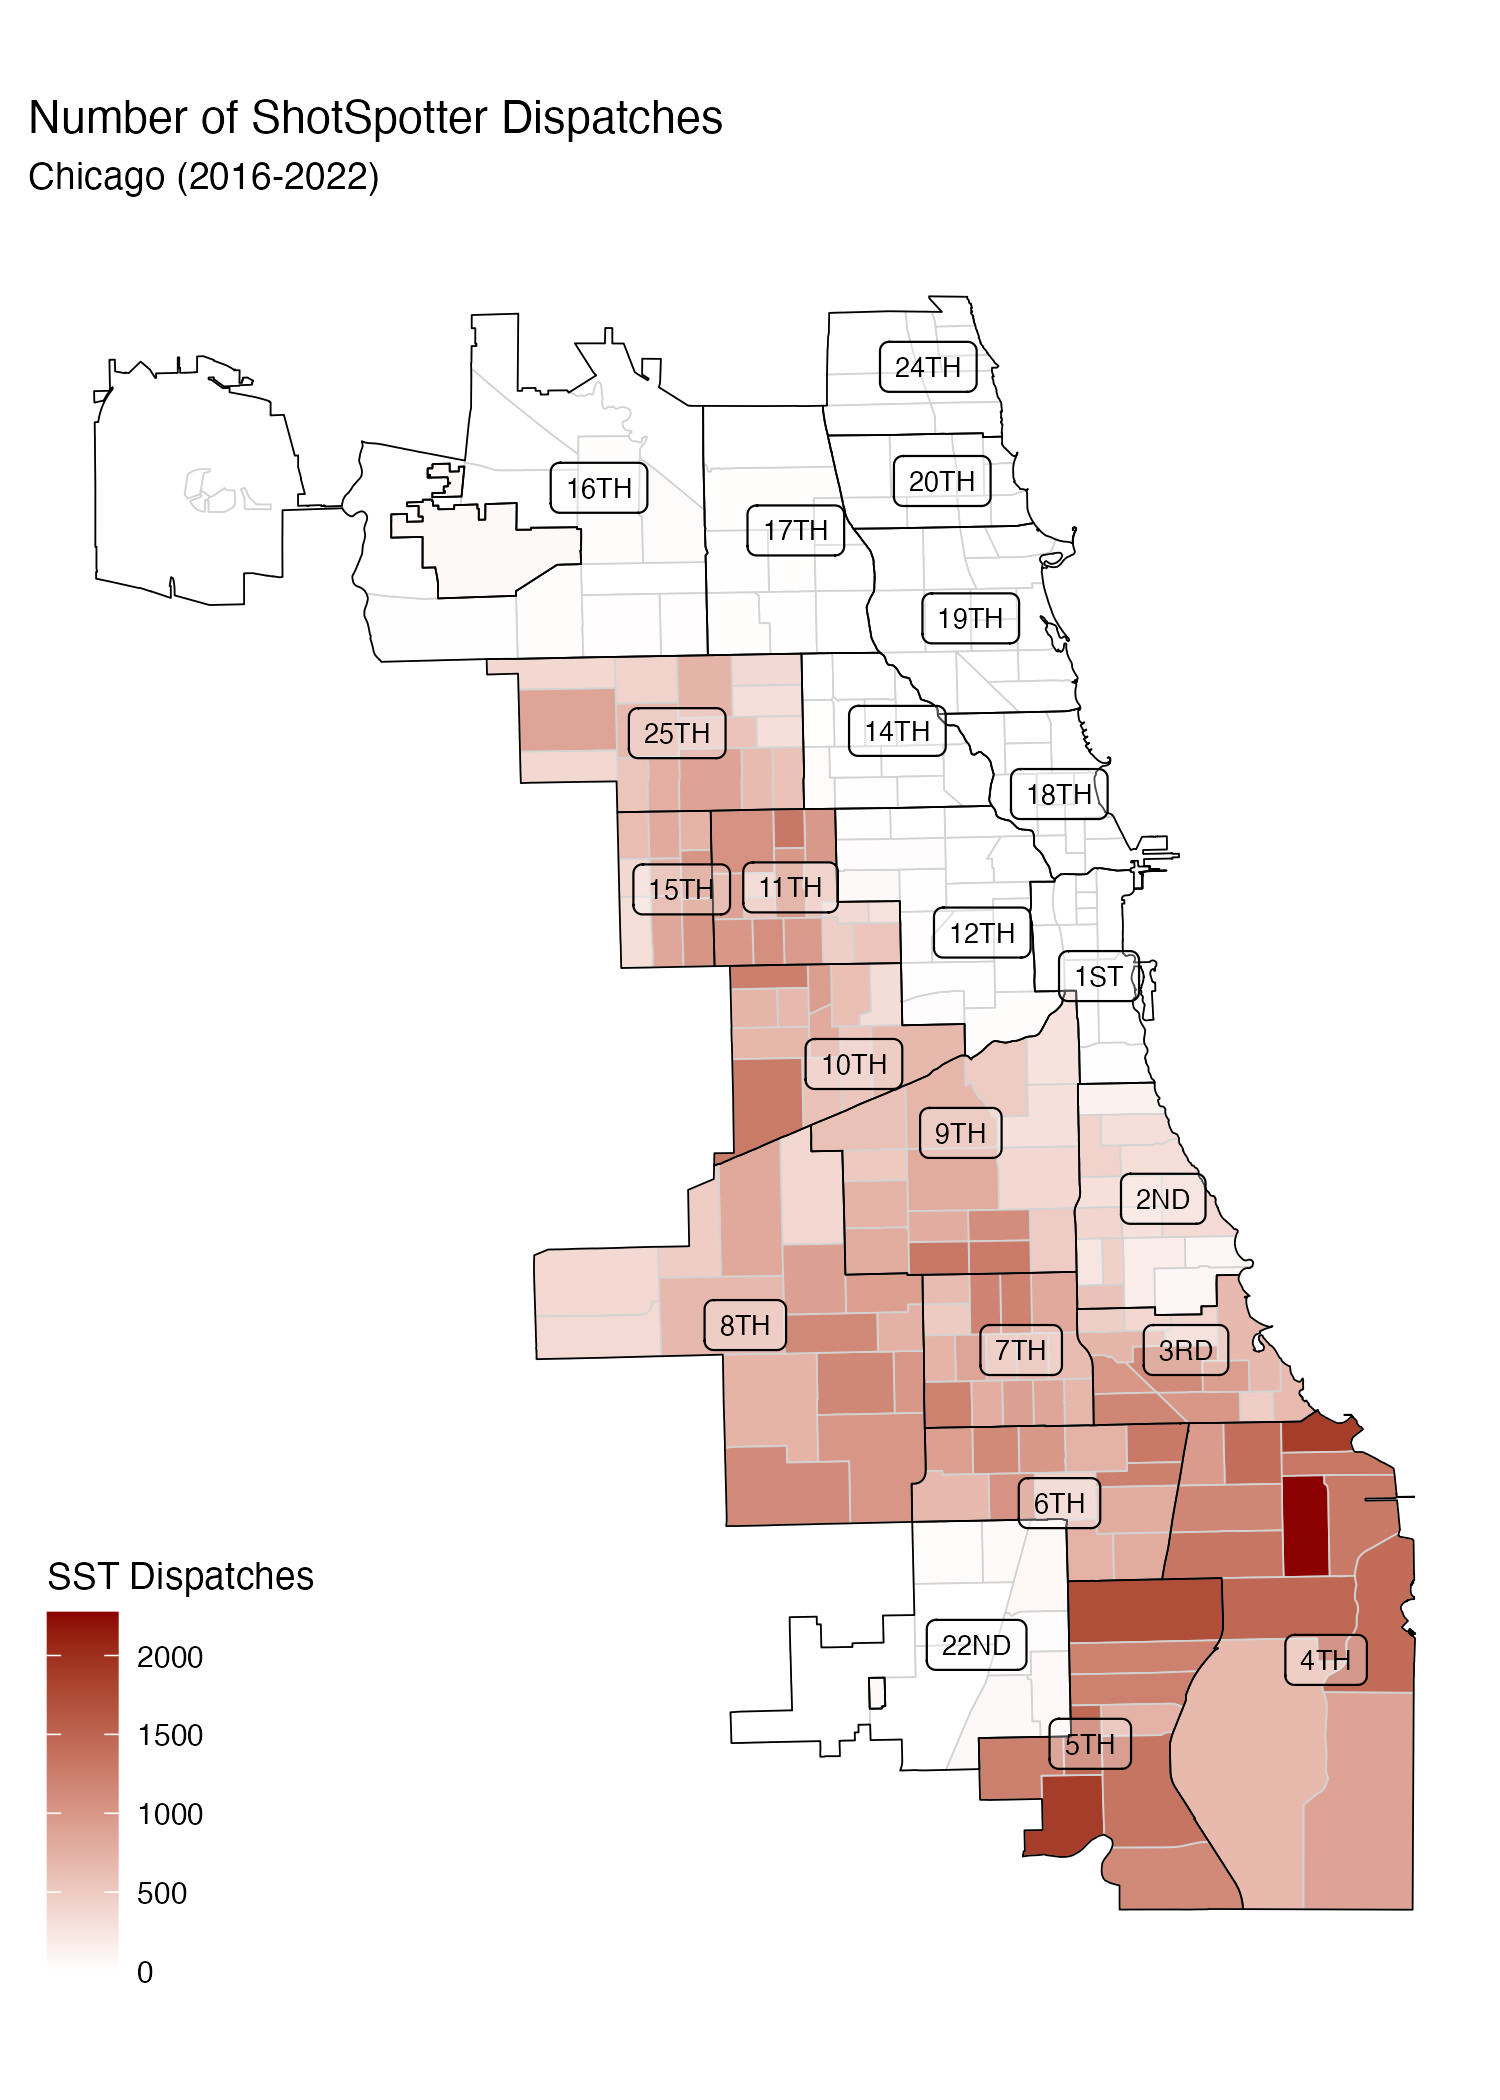 Number of ShotSpotter Dispatches
Chicago (2016-2022)
24TH
20TH
16TH
17TH
19TH
25TH
14TH
18TH
15TH
11TH
12TH
1ST
10TH
9TH
2ND
8TH
7TH
3RD
6TH
22ND
4TH
5TH
SST Dispatches
2000
1500
1000
500
0